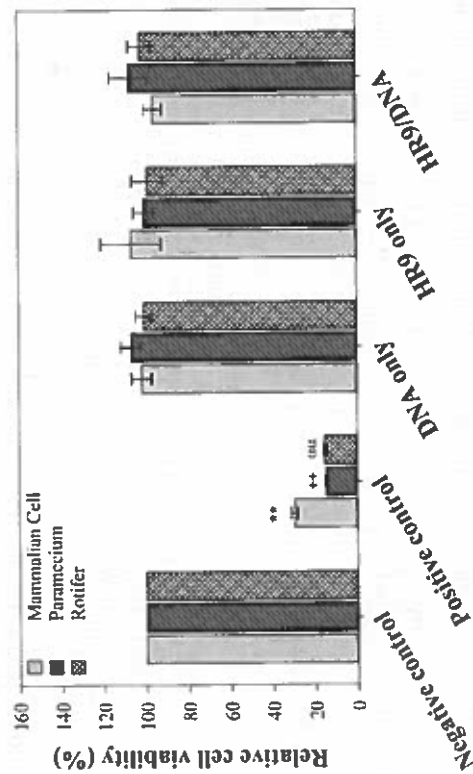 Relative cell viability (%)
160
140
120
100
80
60
40
20
0
Mammalian Cell
Paramecium
Rotifer
**
++
Negative control
Positive control
DNA only
HR9 only
HR9/DNA